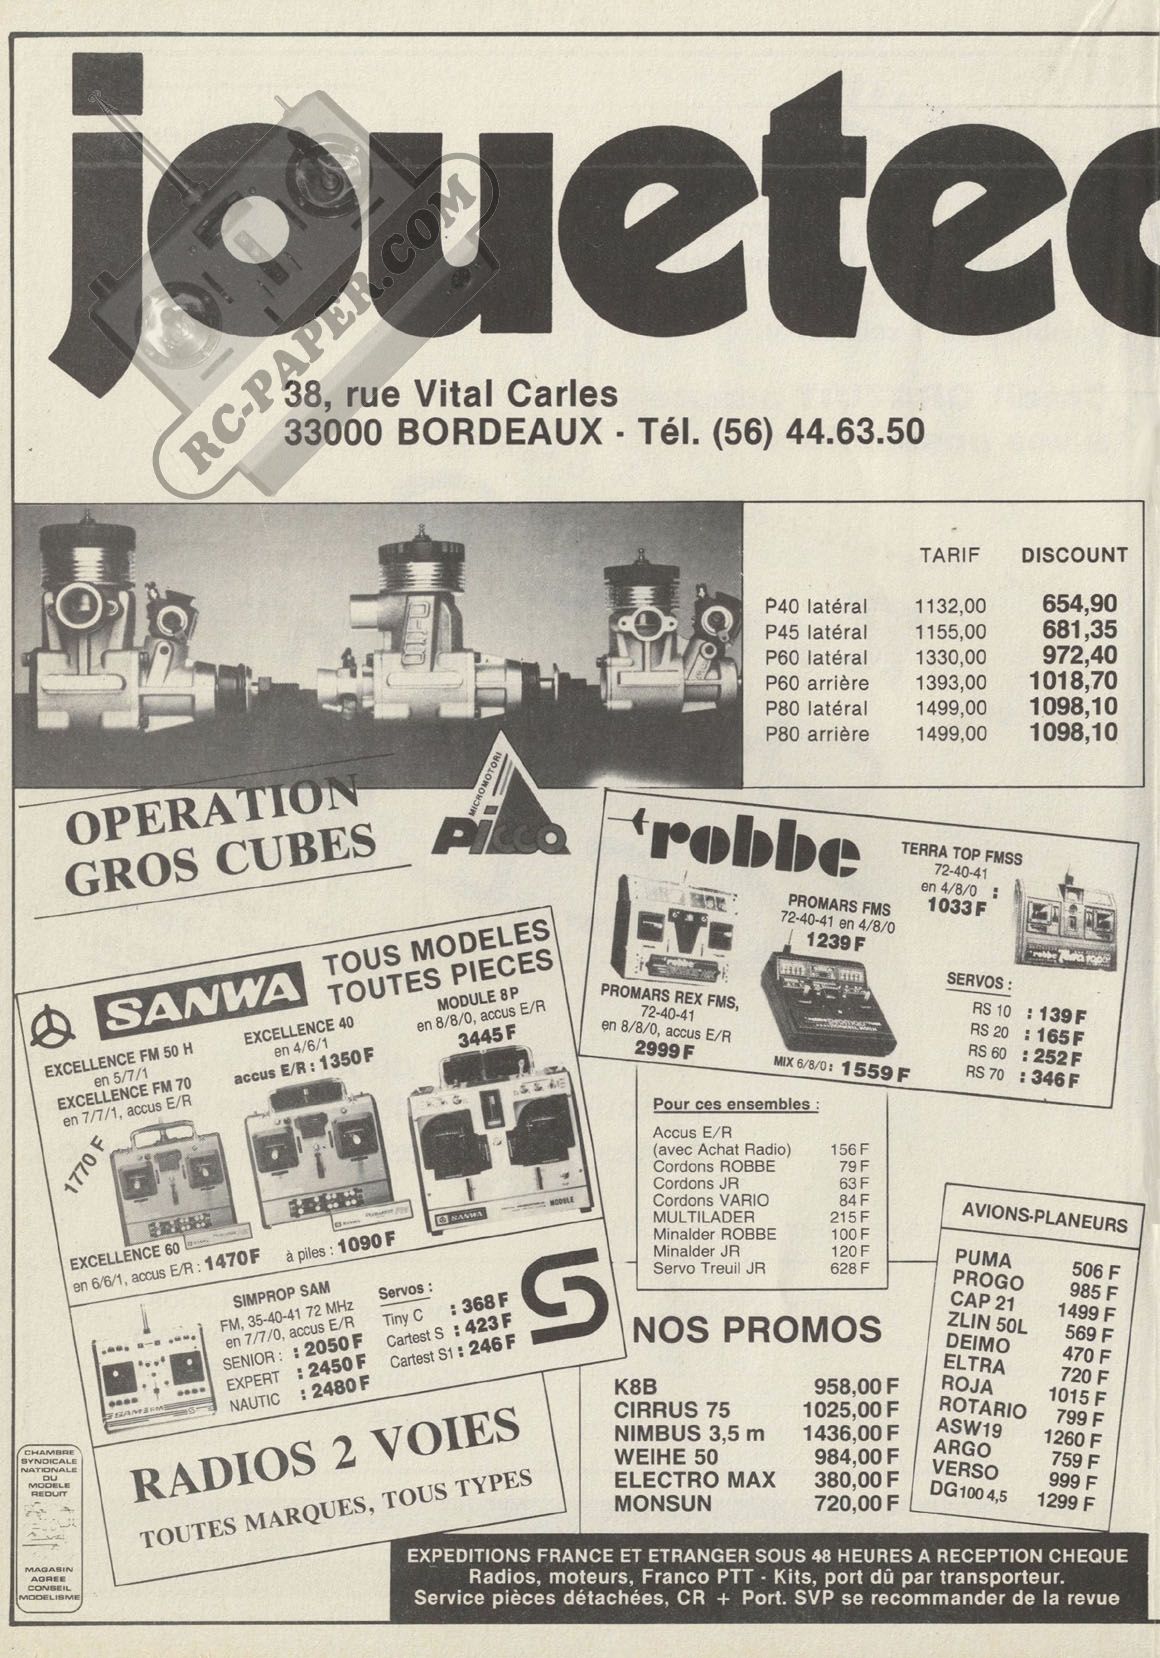 jouetec
RC-PAPER.COM
38, rue Vital Carles
33000 BORDEAUX - Tél. (56) 44.63.50
TARIF DISCOUNT
P40 latéral 1132,00 654,90
P45 latéral 1155,00 681,35
P60 latéral 1330,00 972,40
P60 arrière 1393,00 1018,70
P80 latéral 1499,00 1098,10
P80 arrière 1499,00 1098,10
OPERATION
GROS CUBES
MICROMOTORI
Picco
robbe
TERRA TOP FMSS
72-40-41
en 4/8/0 :
1033 F
PROMARS FMS
72-40-41 en 4/8/0
1239 F
PROMARS REX FMS,
72-40-41
en 8/8/0, accus E/R
2999 F
MIX 6/8/0 : 1559 F
SERVOS :
RS 10 : 139 F
RS 20 : 165 F
RS 60 : 252 F
RS 70 : 346 F
SANWA
TOUS MODELES
TOUTES PIECES
EXCELLENCE FM 50 H
en 5/7/1
EXCELLENCE FM 70
en 7/7/1, accus E/R
1770 F
EXCELLENCE 40
en 4/6/1
accus E/R : 1350 F
MODULE 8 P
en 8/8/0, accus E/R
3445 F
SANWA
MODULE
EXCELLENCE 60
en 6/6/1, accus E/R : 1470 F
à piles : 1090 F
SIMPROP SAM
FM, 35-40-41 72 MHz
en 7/7/0, accus E/R
SENIOR : : 2050 F
EXPERT : 2450 F
NAUTIC : 2480 F
Servos :
Tiny C : 368 F
Cartest S : 423 F
Cartest S1 : 246 F
Pour ces ensembles :
Accus E/R
(avec Achat Radio) 156 F
Cordons ROBBE 79 F
Cordons JR 63 F
Cordons VARIO 84 F
MULTILADER 215 F
Minalder ROBBE 100 F
Minalder JR 120 F
Servo Treuil JR 628 F
AVIONS-PLANEURS
PUMA 506 F
PROGO 985 F
CAP 21 1499 F
ZLIN 50L 569 F
DEIMO 470 F
ELTRA 720 F
ROJA 1015 F
ROTARIO 799 F
ASW19 1260 F
ARGO 759 F
VERSO 999 F
DG100 4,5 1299 F
NOS PROMOS
K8B 958,00 F
CIRRUS 75 1025,00 F
NIMBUS 3,5 m 1436,00 F
WEIHE 50 984,00 F
ELECTRO MAX 380,00 F
MONSUN 720,00 F
RADIOS 2 VOIES
TOUTES MARQUES, TOUS TYPES
CHAMBRE
SYNDICALE
NATIONALE
DU
MODELE
REDUIT
MAGASIN
AGREE
CONSEIL
MODELISME
EXPEDITIONS FRANCE ET ETRANGER SOUS 48 HEURES A RECEPTION CHEQUE
Radios, moteurs, Franco PTT - Kits, port dû par transporteur.
Service pièces détachées, CR + Port. SVP se recommander de la revue